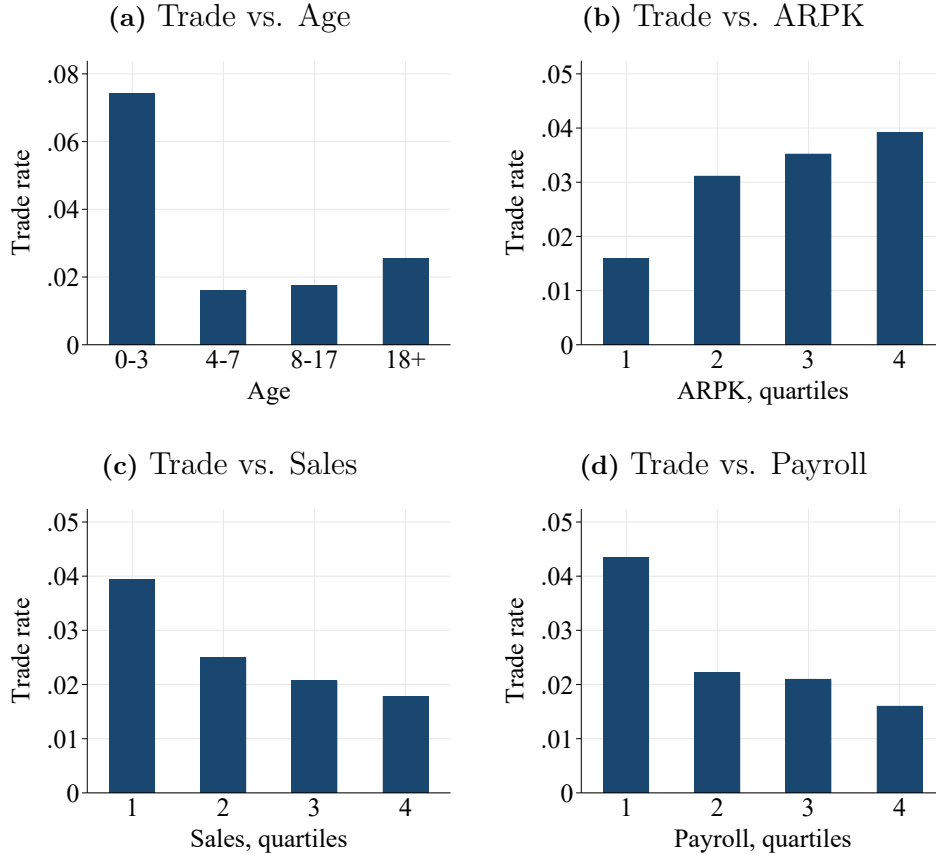 (a) Trade vs. Age
Trade rate
.08
.06
.04
.02
0
0-3 4-7 8-17 18+
Age
(b) Trade vs. ARPK
Trade rate
.05
.04
.03
.02
.01
0
1 2 3 4
ARPK, quartiles
(c) Trade vs. Sales
Trade rate
.05
.04
.03
.02
.01
0
1 2 3 4
Sales, quartiles
(d) Trade vs. Payroll
Trade rate
.05
.04
.03
.02
.01
0
1 2 3 4
Payroll, quartiles